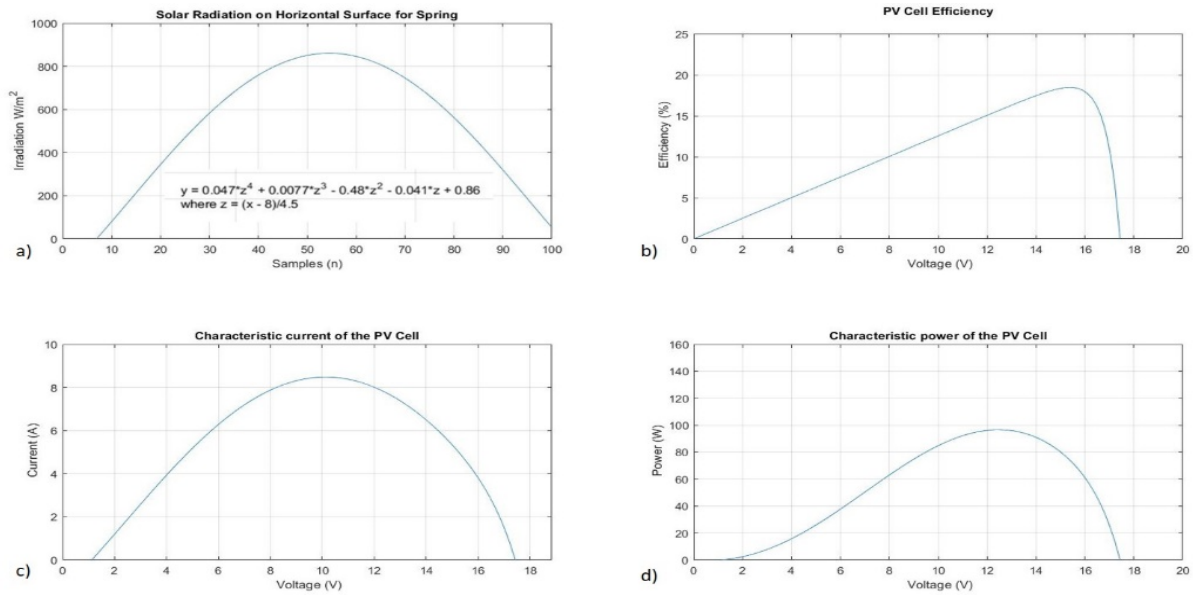 Solar Radiation on Horizontal Surface for Spring
1000
800
600
400
200
0
Irradiation W/m²
y = 0.047*z⁴ + 0.0077*z³ - 0.48*z² - 0.041*z + 0.86
where z = (x - 8)/4.5
0 10 20 30 40 50 60 70 80 90 100
Samples (n)
a)
PV Cell Efficiency
25
20
15
10
5
0
Efficiency (%)
0 2 4 6 8 10 12 14 16 18 20
Voltage (V)
b)
Characteristic current of the PV Cell
10
8
6
4
2
0
Current (A)
0 2 4 6 8 10 12 14 16 18
Voltage (V)
c)
Characteristic power of the PV Cell
160
140
120
100
80
60
40
20
0
Power (W)
0 2 4 6 8 10 12 14 16 18 20
Voltage (V)
d)